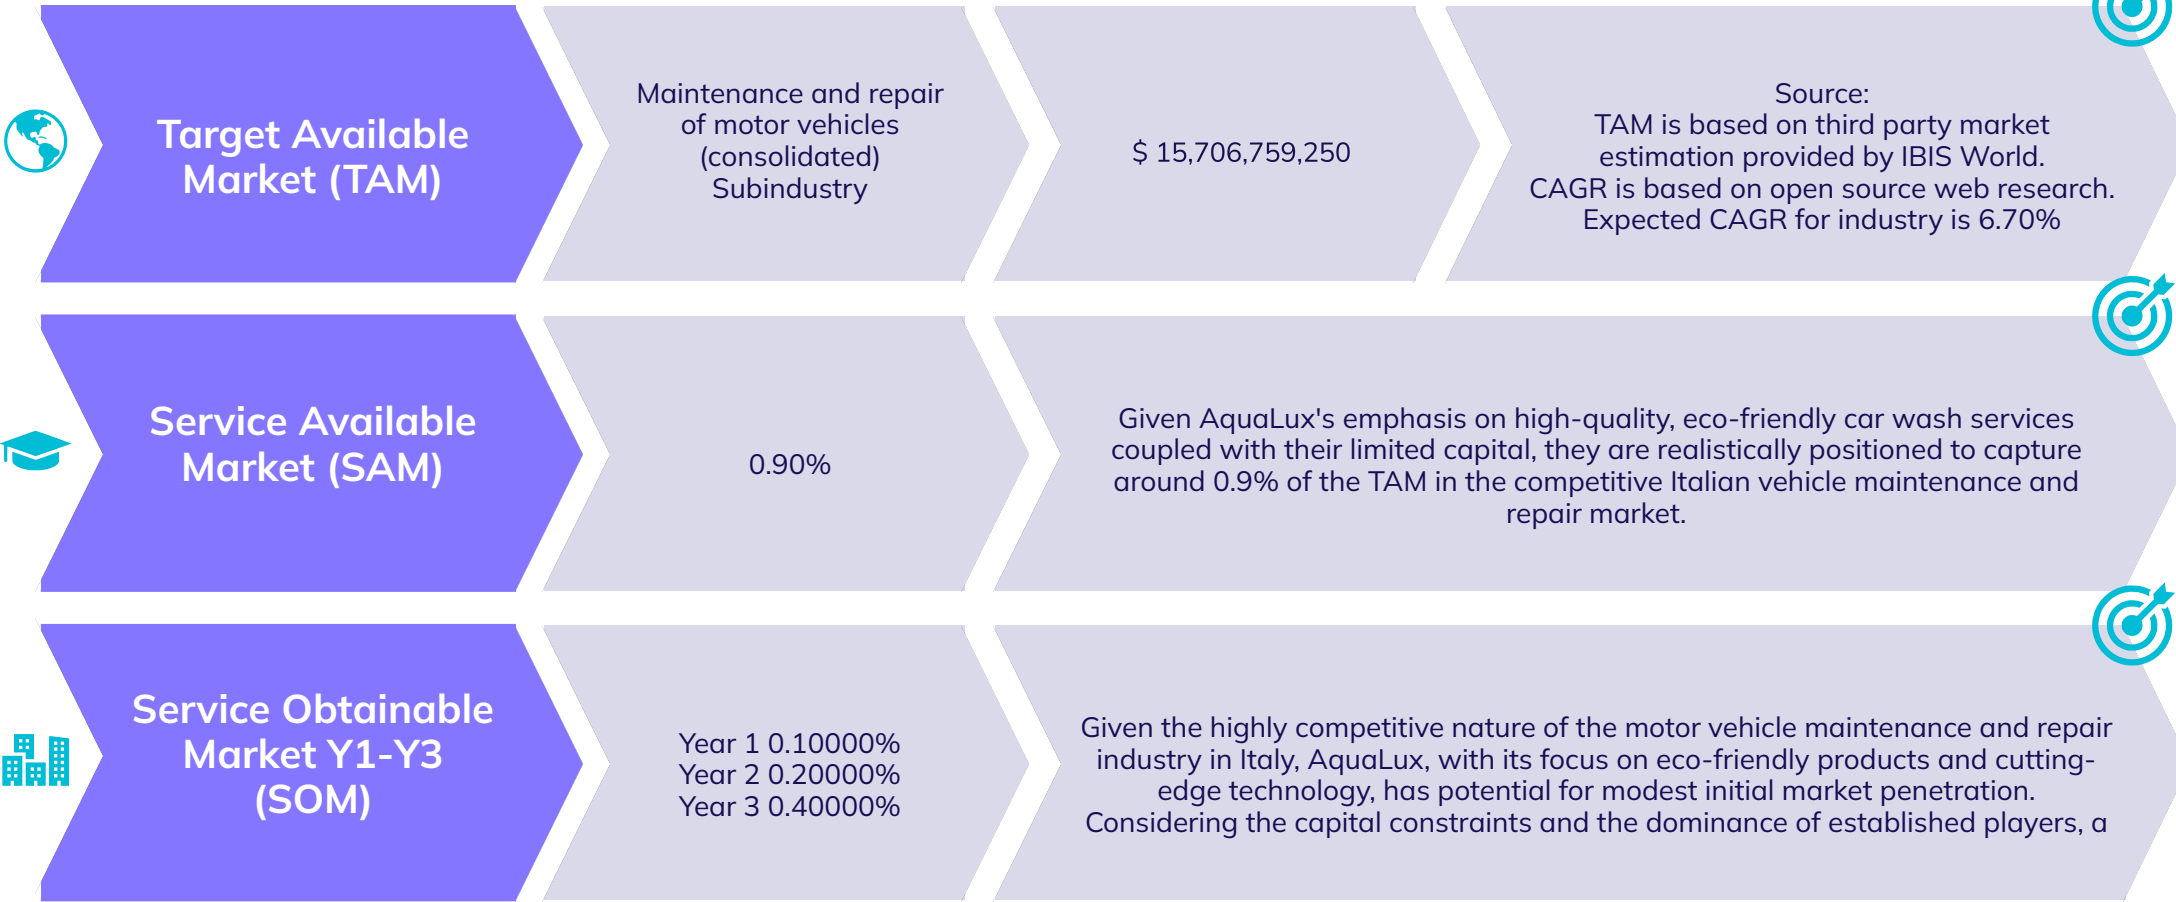 Target Available
Market (TAM)
Maintenance and repair
of motor vehicles
(consolidated)
Subindustry
$ 15,706,759,250
Source:
TAM is based on third party market
estimation provided by IBIS World.
CAGR is based on open source web research.
Expected CAGR for industry is 6.70%
Service Available
Market (SAM)
0.90%
Given AquaLux's emphasis on high-quality, eco-friendly car wash services
coupled with their limited capital, they are realistically positioned to capture
around 0.9% of the TAM in the competitive Italian vehicle maintenance and
repair market.
Service Obtainable
Market Y1-Y3
(SOM)
Year 1 0.10000%
Year 2 0.20000%
Year 3 0.40000%
Given the highly competitive nature of the motor vehicle maintenance and repair
industry in Italy, AquaLux, with its focus on eco-friendly products and cutting-
edge technology, has potential for modest initial market penetration.
Considering the capital constraints and the dominance of established players, a